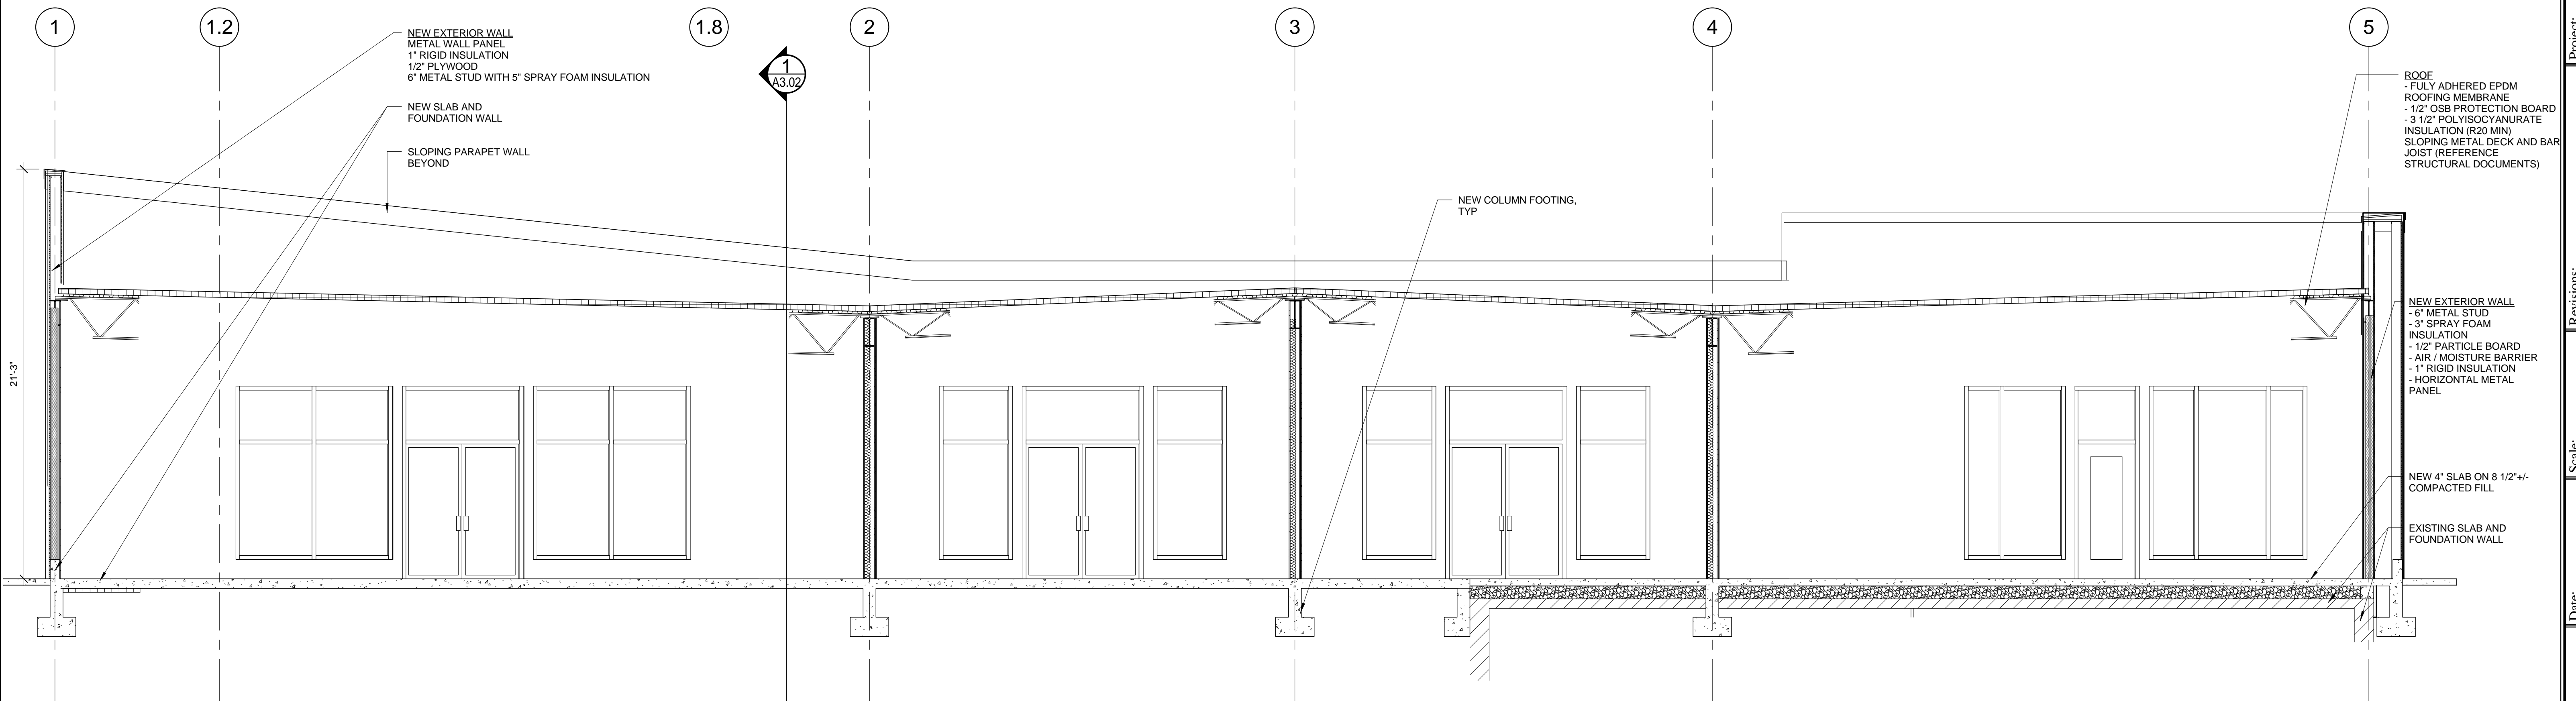 1
1.2
1.8
2
3
4
5
1
A3.02
NEW EXTERIOR WALL
METAL WALL PANEL
1" RIGID INSULATION
1/2" PLYWOOD
6" METAL STUD WITH 5" SPRAY FOAM INSULATION
NEW SLAB AND
FOUNDATION WALL
SLOPING PARAPET WALL
BEYOND
21'-3"
NEW COLUMN FOOTING,
TYP
ROOF
- FULY ADHERED EPDM
ROOFING MEMBRANE
- 1/2" OSB PROTECTION BOARD
- 3 1/2" POLYISOCYANURATE
INSULATION (R20 MIN)
SLOPING METAL DECK AND BAR
JOIST (REFERENCE
STRUCTURAL DOCUMENTS)
NEW EXTERIOR WALL
- 6" METAL STUD
- 3" SPRAY FOAM
INSULATION
- 1/2" PARTICLE BOARD
- AIR / MOISTURE BARRIER
- 1" RIGID INSULATION
- HORIZONTAL METAL
PANEL
NEW 4" SLAB ON 8 1/2"+/-
COMPACTED FILL
EXISTING SLAB AND
FOUNDATION WALL
Project:
Revisions:
Scale:
Date: